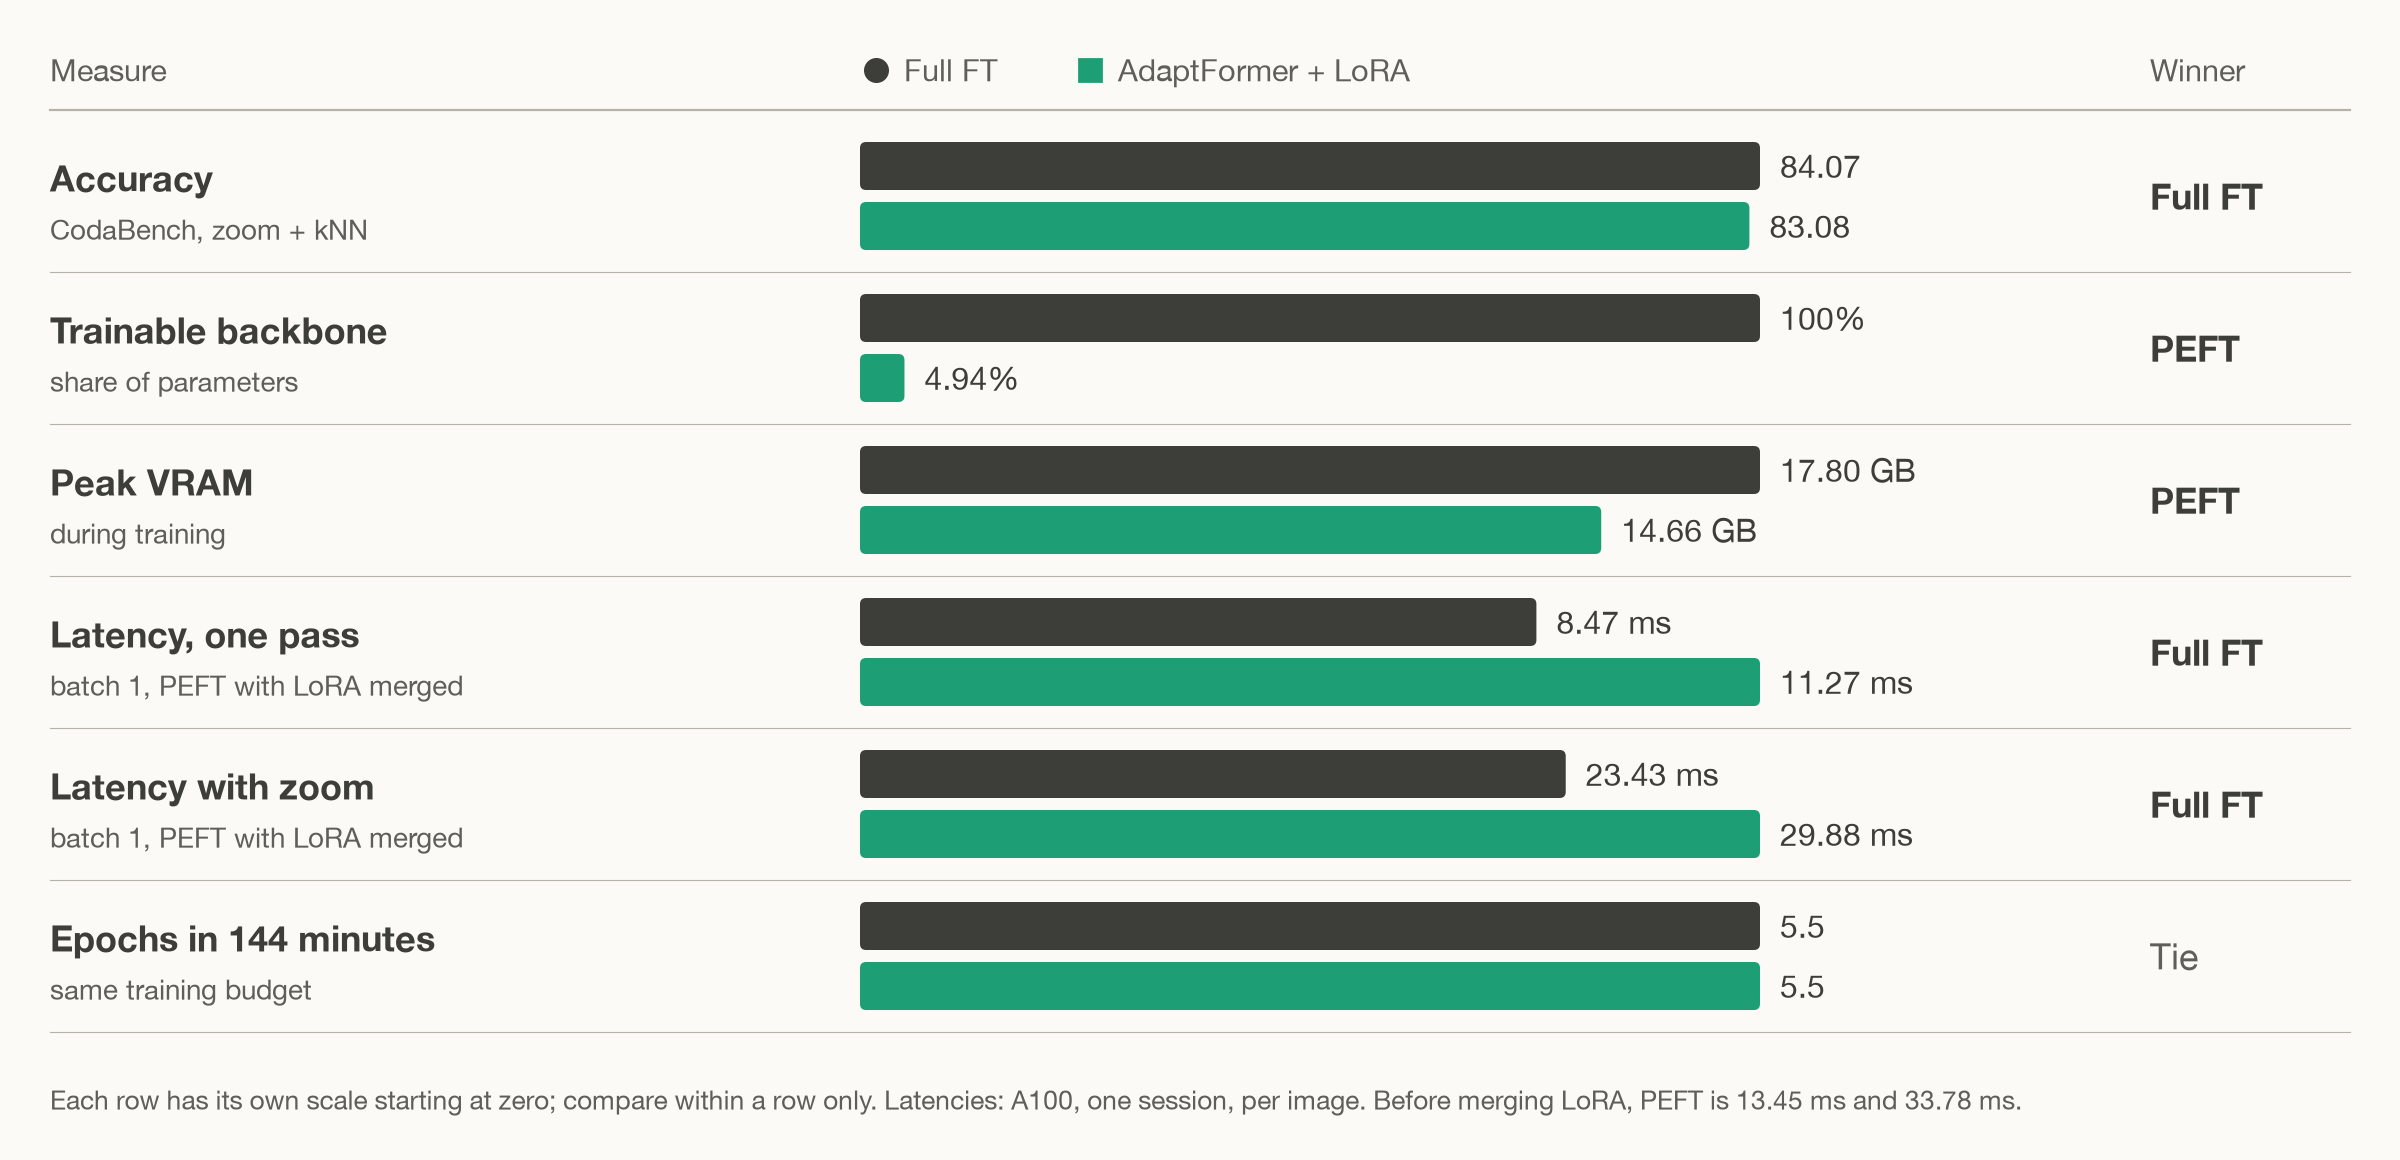 Measure Full FT AdaptFormer + LoRA Winner
Accuracy
CodaBench, zoom + kNN
84.07
83.08
Full FT
Trainable backbone
share of parameters
100%
4.94%
PEFT
Peak VRAM
during training
17.80 GB
14.66 GB
PEFT
Latency, one pass
batch 1, PEFT with LoRA merged
8.47 ms
11.27 ms
Full FT
Latency with zoom
batch 1, PEFT with LoRA merged
23.43 ms
29.88 ms
Full FT
Epochs in 144 minutes
same training budget
5.5
5.5
Tie
Each row has its own scale starting at zero; compare within a row only. Latencies: A100, one session, per image. Before merging LoRA, PEFT is 13.45 ms and 33.78 ms.